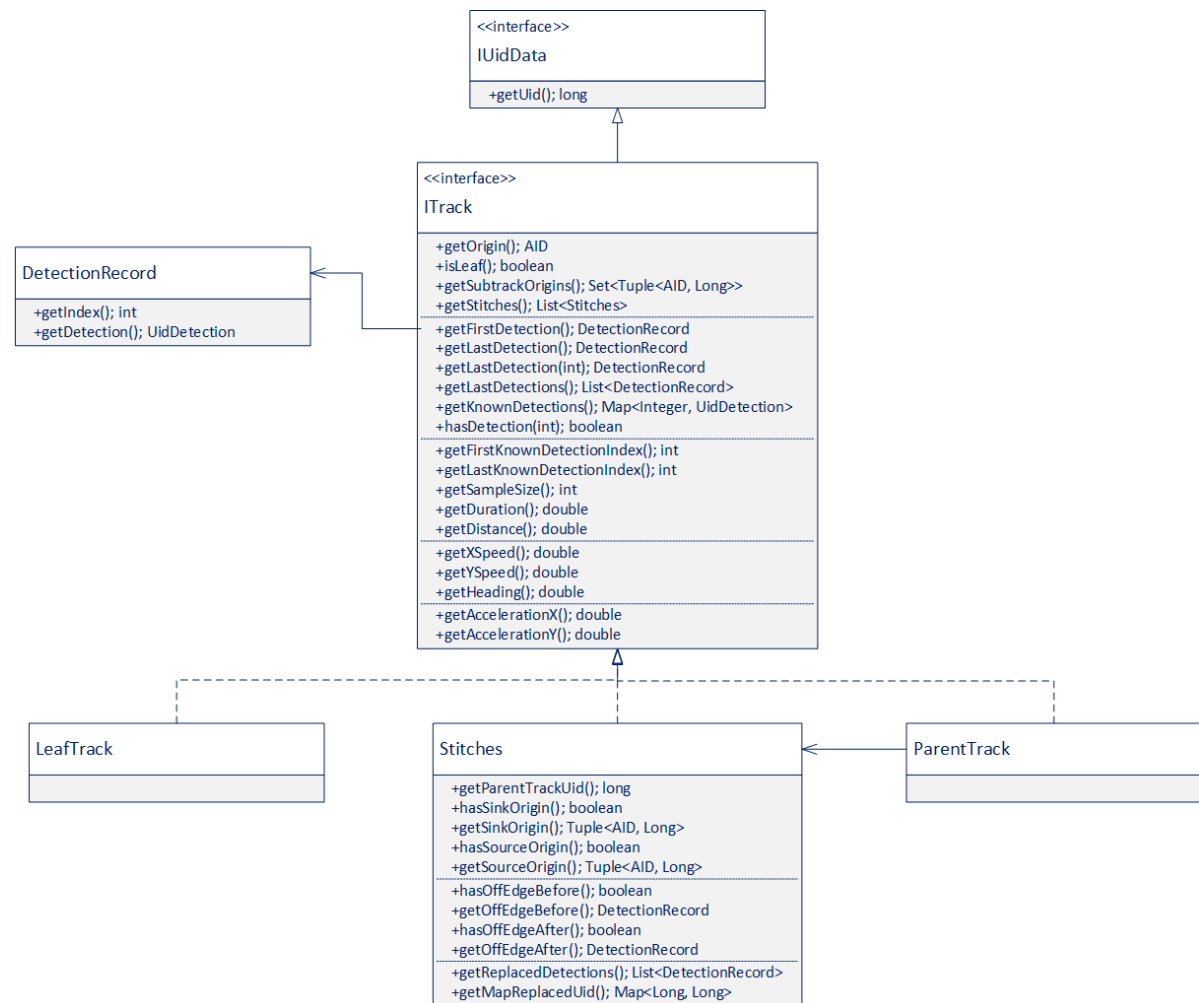 <<interface>>
IUidData
+getUid(); long
<<interface>>
ITrack
+getOrigin(); AID
+isLeaf(); boolean
+getSubtrackOrigins(); Set<Tuple<AID, Long>>
+getStitches(); List<Stitches>
+getFirstDetection(); DetectionRecord
+getLastDetection(); DetectionRecord
+getLastDetection(int); DetectionRecord
+getLastDetections(); List<DetectionRecord>
+getKnownDetections(); Map<Integer, UidDetection>
+hasDetection(int); boolean
+getFirstKnownDetectionIndex(); int
+getLastKnownDetectionIndex(); int
+getSampleSize(); int
+getDuration(); double
+getDistance(); double
+getXSpeed(); double
+getYSpeed(); double
+getHeading(); double
+getAccelerationX(); double
+getAccelerationY(); double
DetectionRecord
+getIndex(); int
+getDetection(); UidDetection
LeafTrack
Stitches
+getParentTrackUid(); long
+hasSinkOrigin(); boolean
+getSinkOrigin(); Tuple<AID, Long>
+hasSourceOrigin(); boolean
+getSourceOrigin(); Tuple<AID, Long>
+hasOffEdgeBefore(); boolean
+getOffEdgeBefore(); DetectionRecord
+hasOffEdgeAfter(); boolean
+getOffEdgeAfter(); DetectionRecord
+getReplacedDetections(); List<DetectionRecord>
+getMapReplacedUid(); Map<Long, Long>
ParentTrack